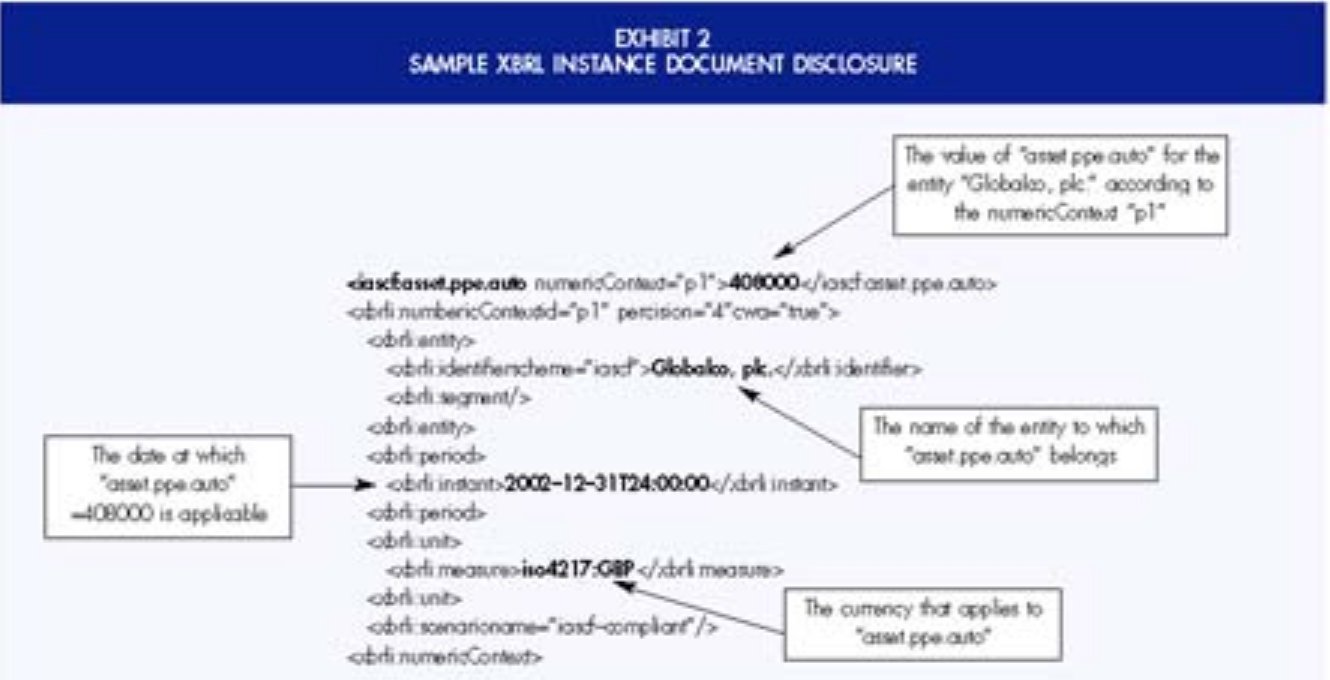 EXHIBIT 2
SAMPLE XBRL INSTANCE DOCUMENT DISCLOSURE
The value of "asset.ppe.auto" for the
entity "Globalco, plc." according to
the numericContext "p1"
<iascf:asset.ppe.auto numericContext="p1">408000</iascf:asset.ppe.auto>
<xbrli:numbericContextid="p1" percision="4"cwa="true">
<xbrli:entity>
<xbrli:identifierscheme="iascf">Globalco, plc.</xbrli:identifier>
<xbrli:segment/>
<xbrli:entity>
The name of the entity to which
"asset.ppe.auto" belongs
<xbrli:period>
The date at which
"asset.ppe.auto"
=408000 is applicable
<xbrli:instant>2002-12-31T24:00:00</xbrli:instant>
<xbrli:period>
<xbrli:unit>
<xbrli:measure>iso4217:GBP</xbrli:measure>
<xbrli:unit>
The currency that applies to
"asset.ppe.auto"
<xbrli:scenarioname="iascf-compliant"/>
<xbrli:numericContext>